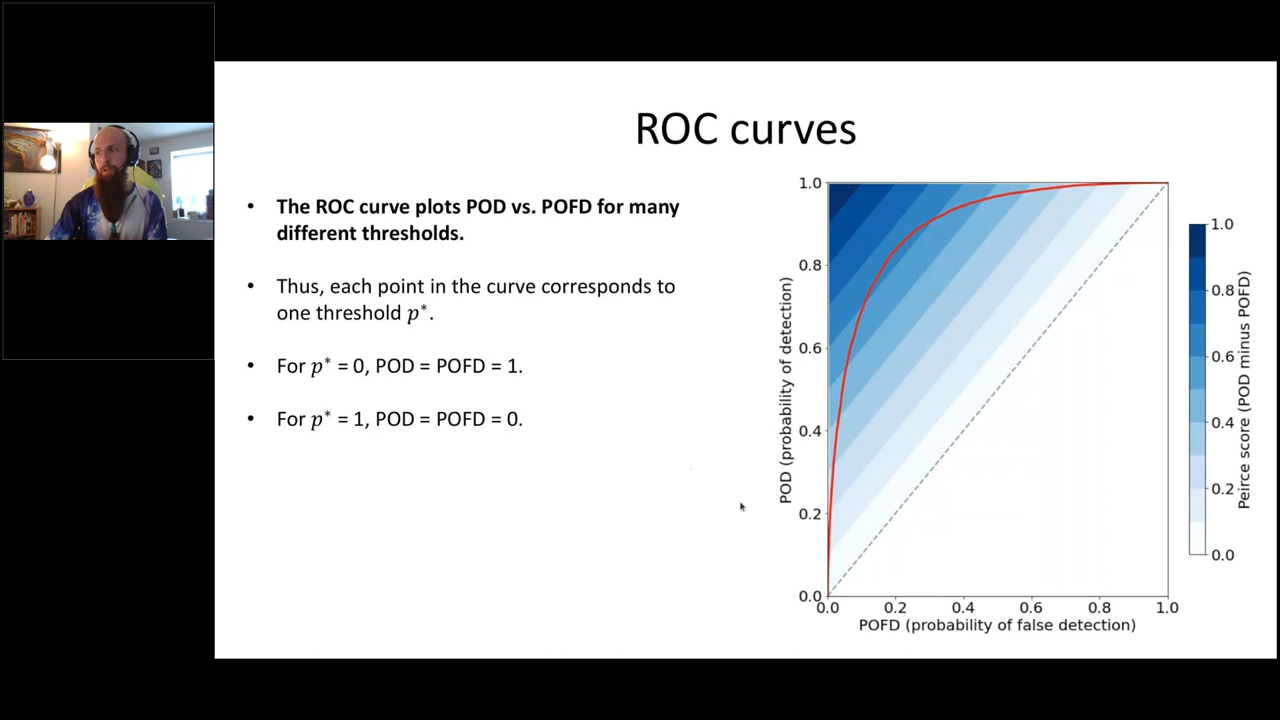 ROC curves
• The ROC curve plots POD vs. POFD for many
different thresholds.
• Thus, each point in the curve corresponds to
one threshold p*.
• For p* = 0, POD = POFD = 1.
• For p* = 1, POD = POFD = 0.
POD (probability of detection)
1.0
0.8
0.6
0.4
0.2
0.0
0.0 0.2 0.4 0.6 0.8 1.0
POFD (probability of false detection)
1.0
0.8
0.6
0.4
0.2
0.0
Peirce score (POD minus POFD)